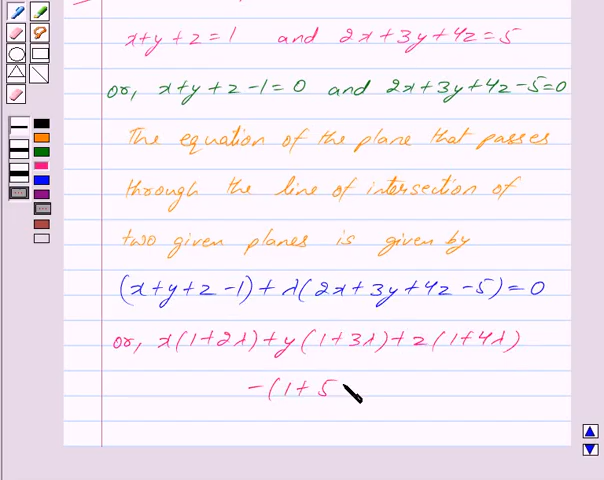 x+y+z=1 and 2x+3y+4z=5
or, x+y+z-1=0 and 2x+3y+4z-5=0
The equation of the plane that passes
through the line of intersection of
two given planes is given by
(x+y+z-1)+λ(2x+3y+4z-5)=0
or, x(1+2λ)+y(1+3λ)+z(1+4λ)
-(1+5